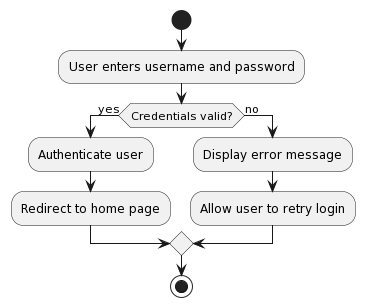 User enters username and password
Credentials valid?
yes
no
Authenticate user
Display error message
Redirect to home page
Allow user to retry login